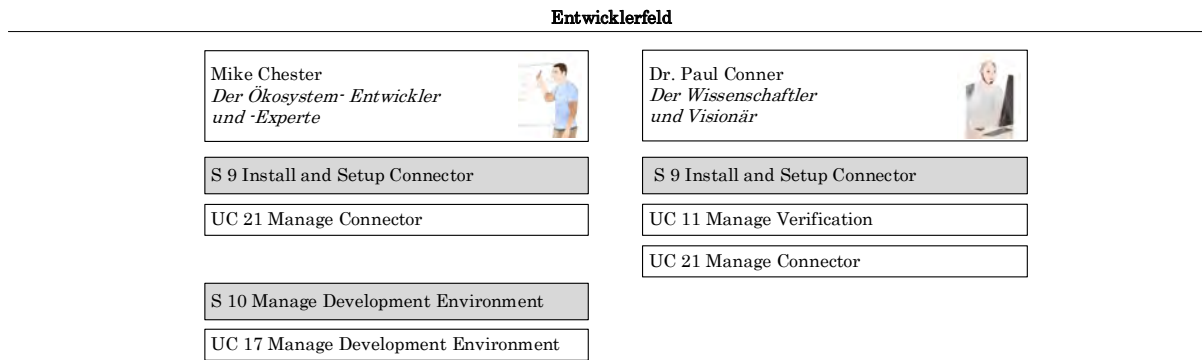 Entwicklerfeld
Mike Chester
Der Ökosystem- Entwickler
und -Experte
S 9 Install and Setup Connector
UC 21 Manage Connector
S 10 Manage Development Environment
UC 17 Manage Development Environment
Dr. Paul Conner
Der Wissenschaftler
und Visionär
S 9 Install and Setup Connector
UC 11 Manage Verification
UC 21 Manage Connector